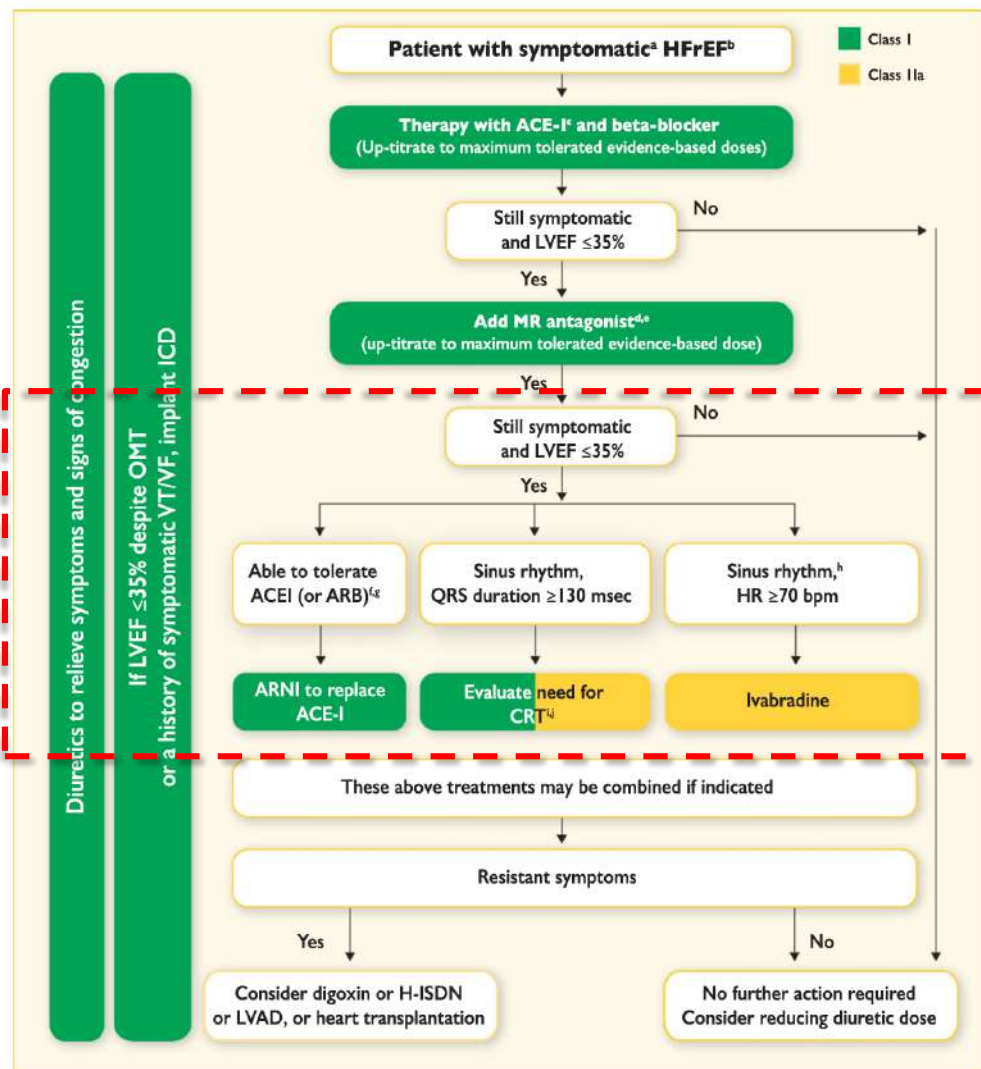 Patient with symptomaticᵃ HFrEFᵇ
Class I
Class IIa
Therapy with ACE-Iᶜ and beta-blocker
(Up-titrate to maximum tolerated evidence-based doses)
Still symptomatic
and LVEF ≤35%
No
Yes
Add MR antagonistᵈ,ᵉ
(up-titrate to maximum tolerated evidence-based dose)
Yes
Still symptomatic
and LVEF ≤35%
No
Yes
Able to tolerate
ACEI (or ARB)ᶠ,ᵍ
Sinus rhythm,
QRS duration ≥130 msec
Sinus rhythm,ʰ
HR ≥70 bpm
ARNI to replace
ACE-I
Evaluate need for
CRTⁱ,ʲ
Ivabradine
These above treatments may be combined if indicated
Resistant symptoms
Yes
No
Consider digoxin or H-ISDN
or LVAD, or heart transplantation
No further action required
Consider reducing diuretic dose
Diuretics to relieve symptoms and signs of congestion
If LVEF ≤35% despite OMT
or a history of symptomatic VT/VF, implant ICD